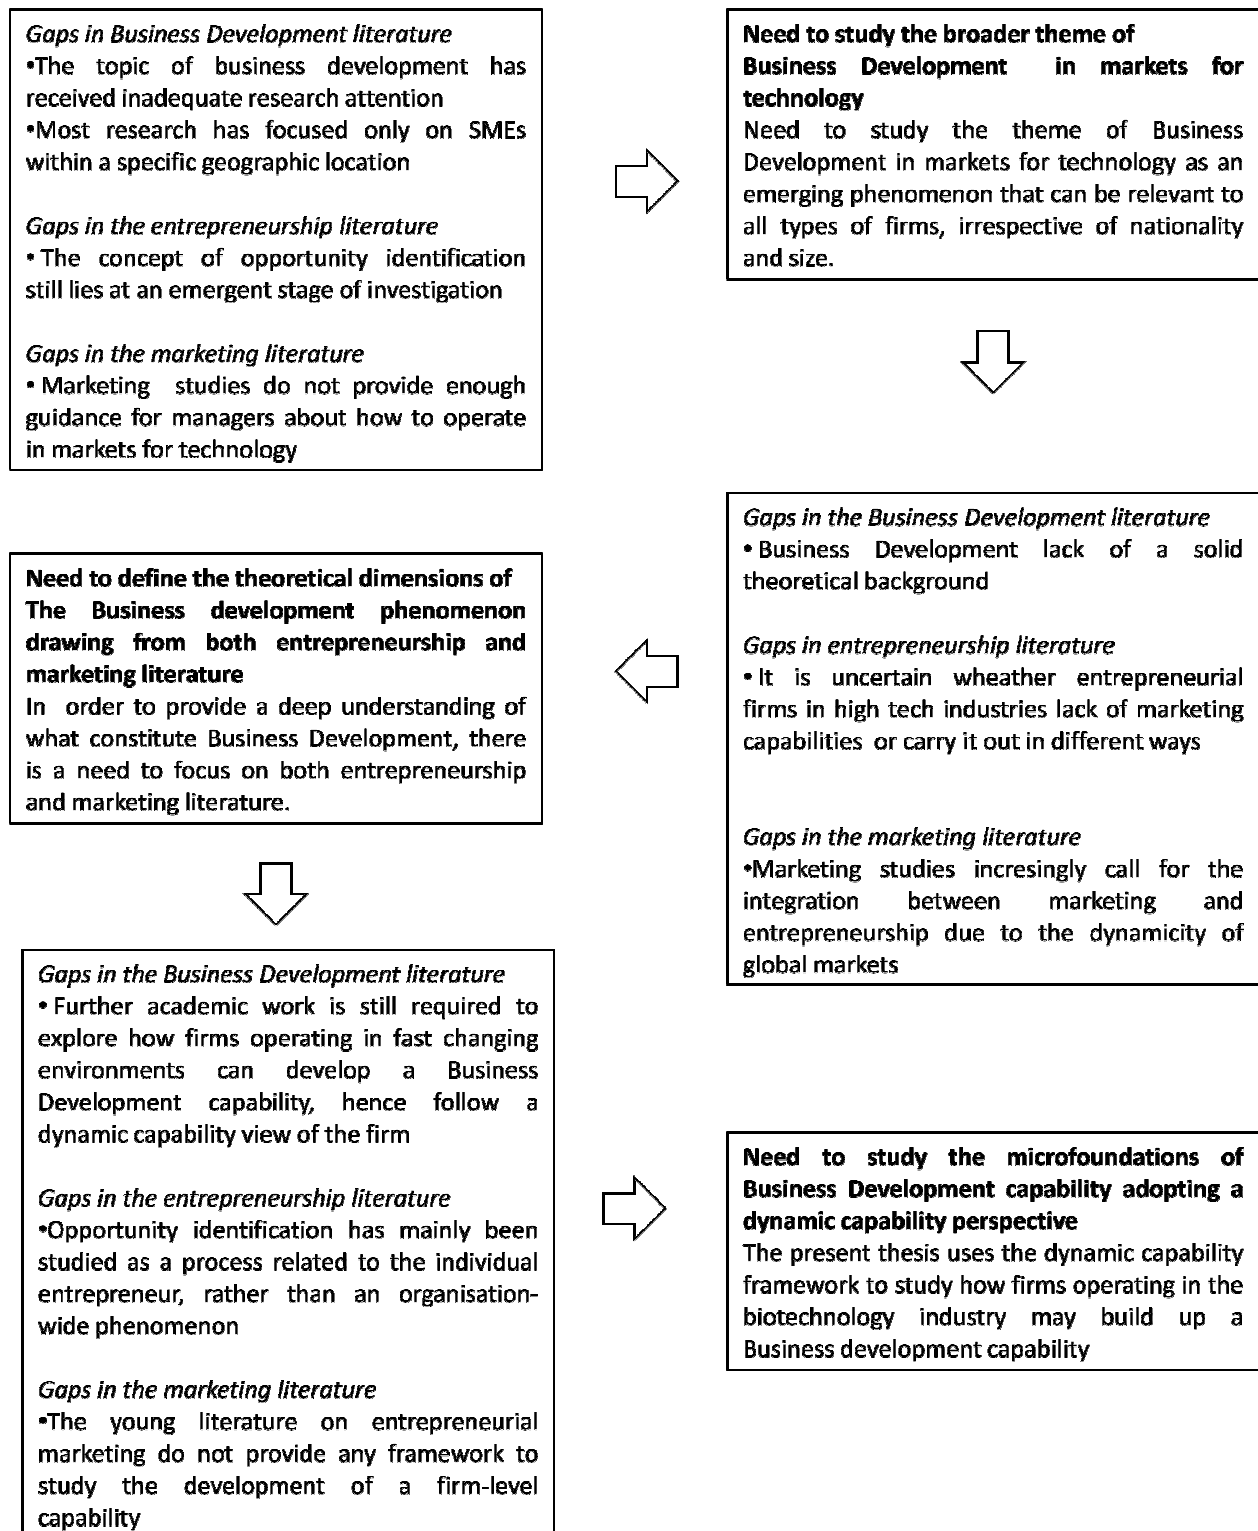 Gaps in Business Development literature
•The topic of business development has
received inadequate research attention
•Most research has focused only on SMEs
within a specific geographic location
Gaps in the entrepreneurship literature
• The concept of opportunity identification
still lies at an emergent stage of investigation
Gaps in the marketing literature
• Marketing studies do not provide enough
guidance for managers about how to operate
in markets for technology
Need to study the broader theme of
Business Development in markets for
technology
Need to study the theme of Business
Development in markets for technology as an
emerging phenomenon that can be relevant to
all types of firms, irrespective of nationality
and size.
Gaps in the Business Development literature
• Business Development lack of a solid
theoretical background
Gaps in entrepreneurship literature
• It is uncertain wheather entrepreneurial
firms in high tech industries lack of marketing
capabilities or carry it out in different ways
Gaps in the marketing literature
•Marketing studies incresingly call for the
integration between marketing and
entrepreneurship due to the dynamicity of
global markets
Need to define the theoretical dimensions of
The Business development phenomenon
drawing from both entrepreneurship and
marketing literature
In order to provide a deep understanding of
what constitute Business Development, there
is a need to focus on both entrepreneurship
and marketing literature.
Gaps in the Business Development literature
• Further academic work is still required to
explore how firms operating in fast changing
environments can develop a Business
Development capability, hence follow a
dynamic capability view of the firm
Gaps in the entrepreneurship literature
•Opportunity identification has mainly been
studied as a process related to the individual
entrepreneur, rather than an organisation-
wide phenomenon
Gaps in the marketing literature
•The young literature on entrepreneurial
marketing do not provide any framework to
study the development of a firm-level
capability
Need to study the microfoundations of
Business Development capability adopting a
dynamic capability perspective
The present thesis uses the dynamic capability
framework to study how firms operating in the
biotechnology industry may build up a
Business development capability